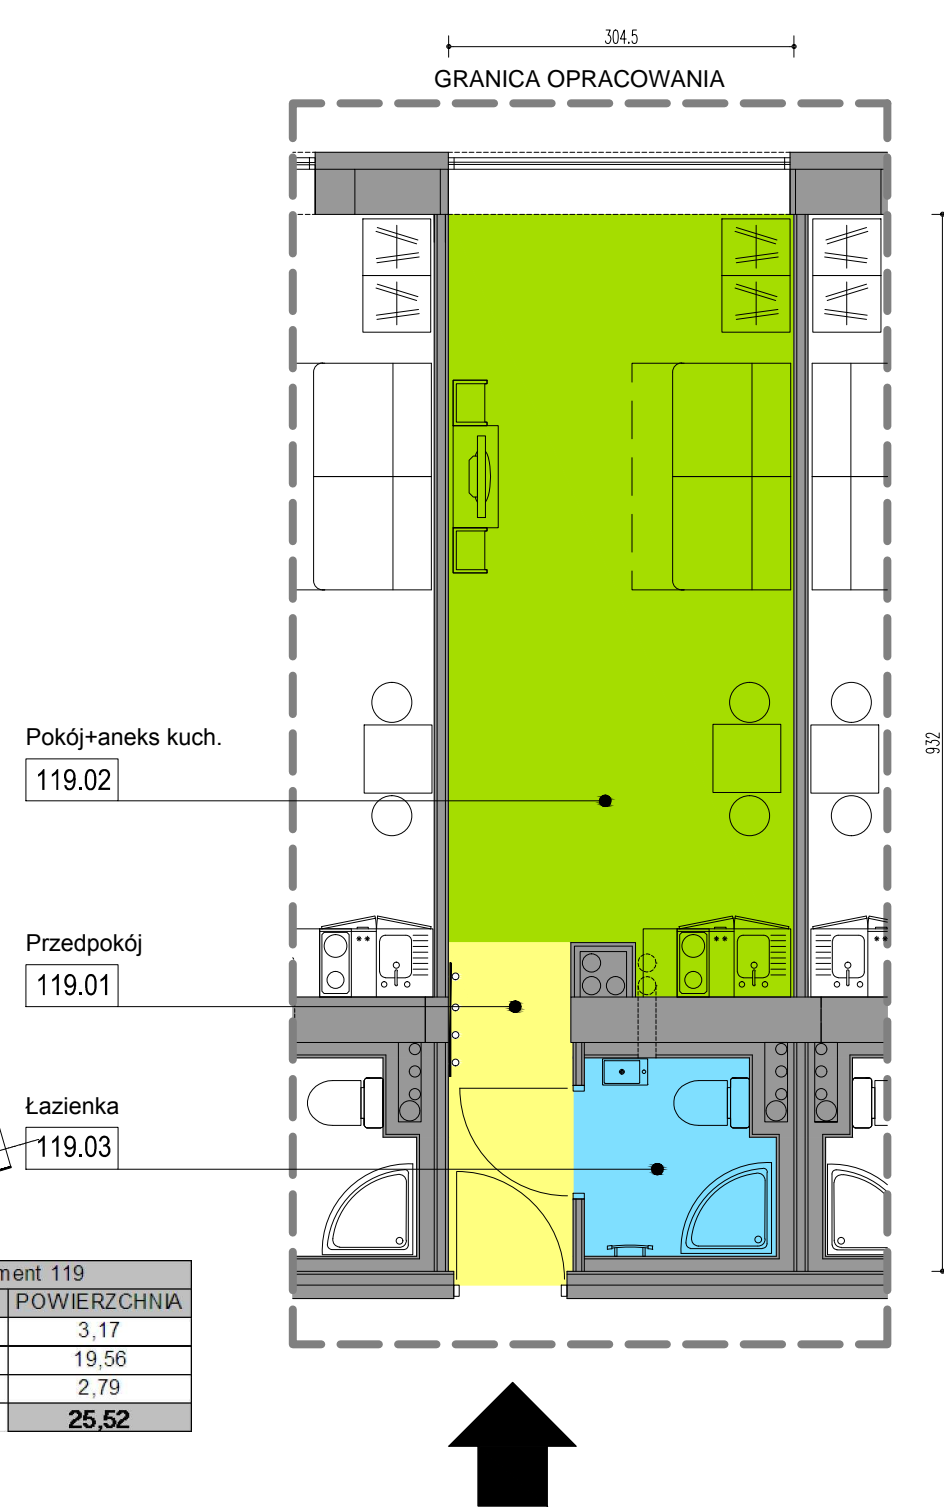 304.5
GRANICA OPRACOWANIA
932
Pokój+aneks kuch.
119.02
Przedpokój
119.01
Łazienka
119.03
119
POWIERZCHNIA
3,17
19,56
2,79
25,52